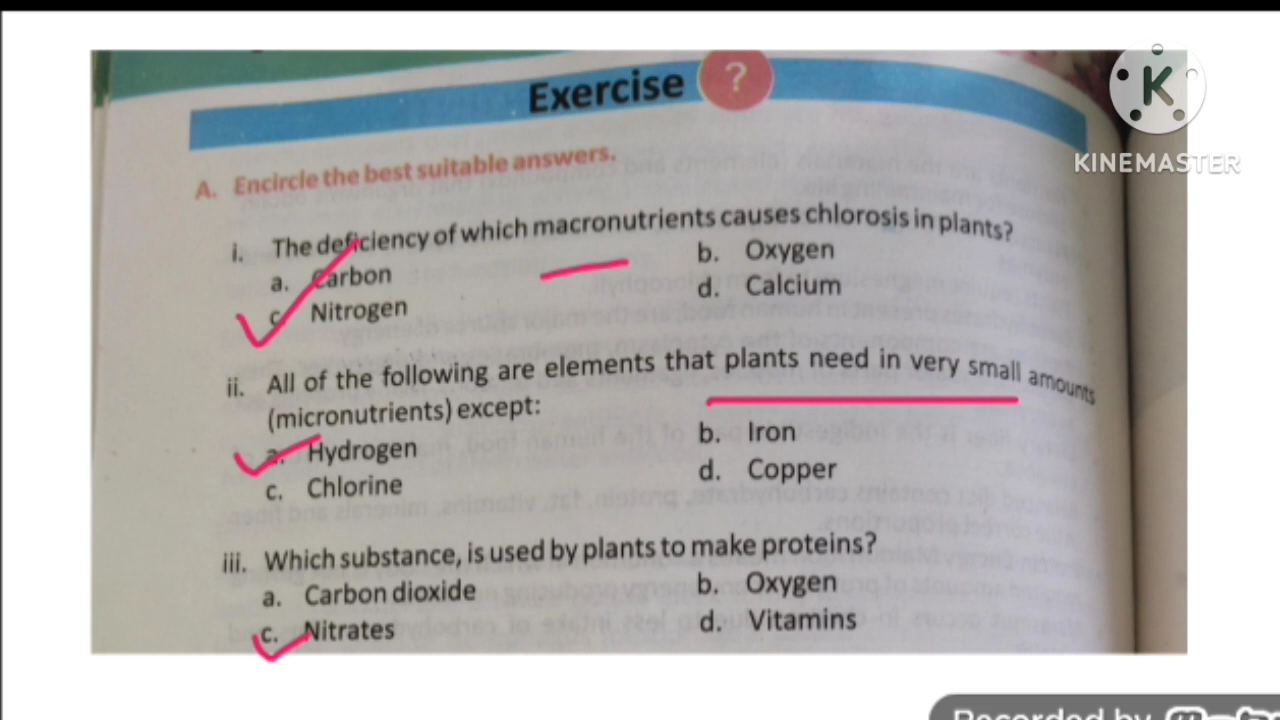 K
KINEMASTER
Exercise ?
A. Encircle the best suitable answers.
i. The deficiency of which macronutrients causes chlorosis in plants?
a. Carbon
b. Oxygen
c. Nitrogen
d. Calcium
ii. All of the following are elements that plants need in very small amounts
(micronutrients) except:
a. Hydrogen
b. Iron
c. Chlorine
d. Copper
iii. Which substance, is used by plants to make proteins?
a. Carbon dioxide
b. Oxygen
c. Nitrates
d. Vitamins
Recorded by